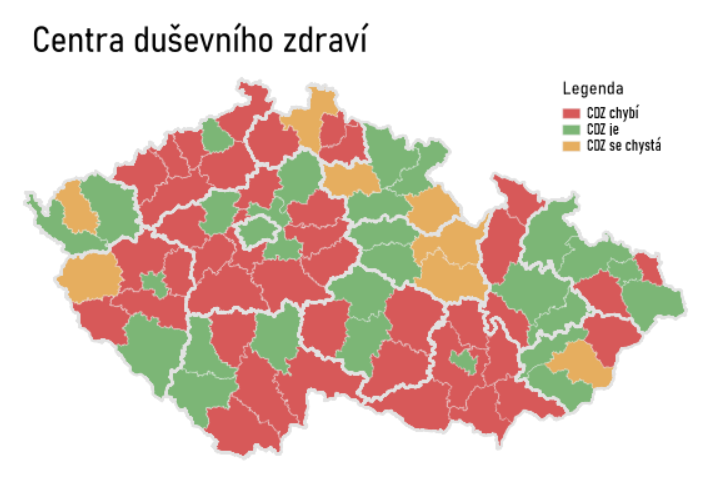 Centra duševního zdraví
Legenda
CDZ chybí
CDZ je
CDZ se chystá